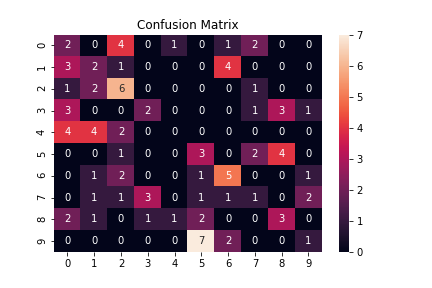 Confusion Matrix
0 2 0 4 0 1 0 1 2 0 0 7
1 3 2 1 0 0 0 4 0 0 0 6
2 1 2 6 0 0 0 0 1 0 0 5
3 3 0 0 2 0 0 0 1 3 1 4
4 4 4 2 0 0 0 0 0 0 0
5 0 0 1 0 0 3 0 2 4 0 3
6 0 1 2 0 0 1 5 0 0 1 2
7 0 1 1 3 0 1 1 1 0 2
8 2 1 0 1 1 2 0 0 3 0 1
9 0 0 0 0 0 7 2 0 0 1 0
0 1 2 3 4 5 6 7 8 9